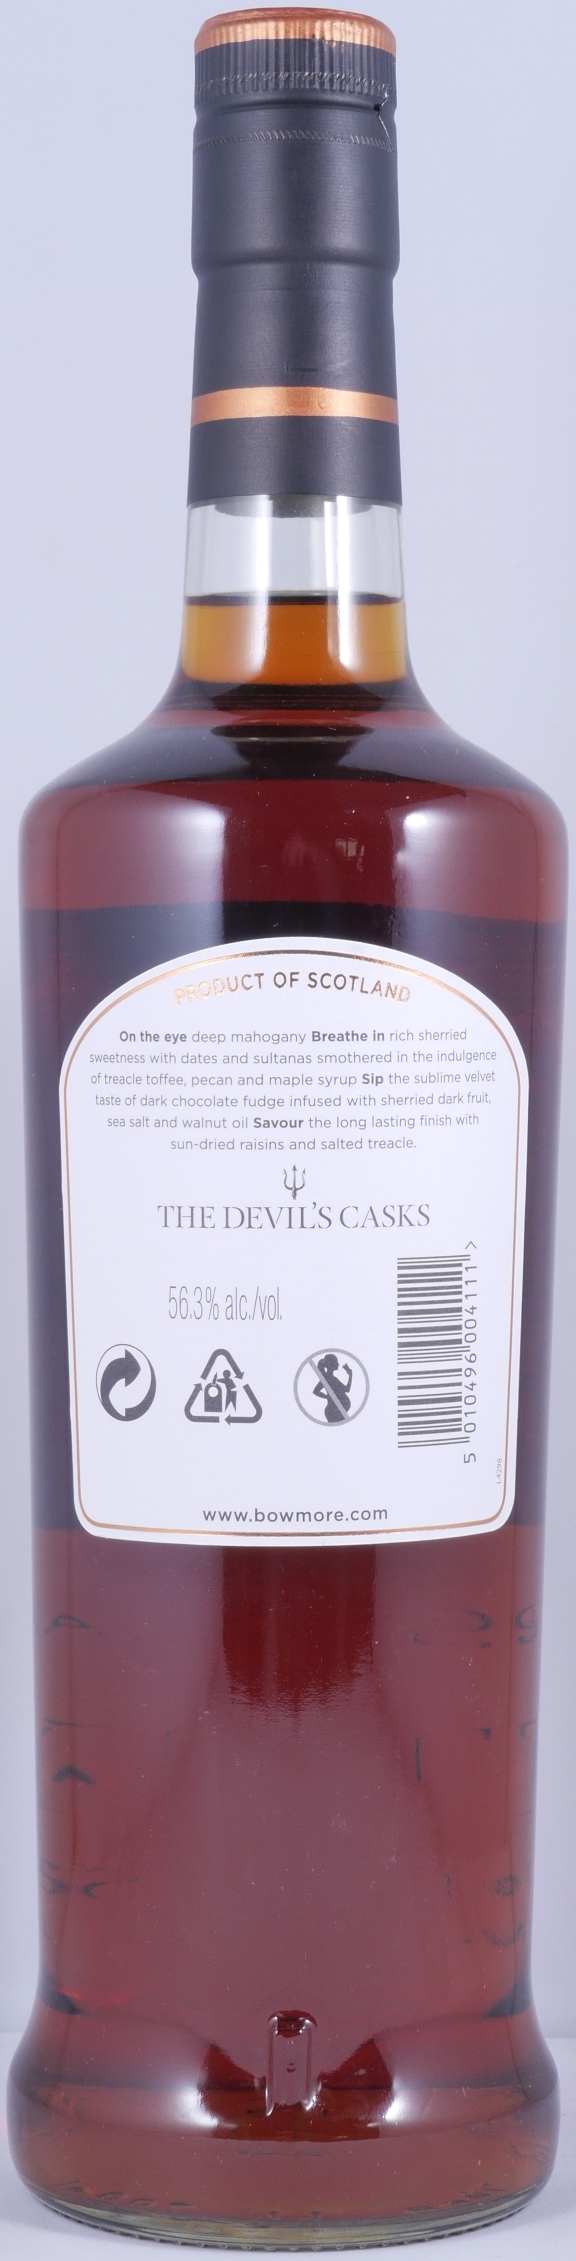 PRODUCT OF SCOTLAND
On the eye deep mahogany Breathe in rich sherried
sweetness with dates and sultanas smothered in the indulgence
of treacle toffee, pecan and maple syrup Sip the sublime velvet
taste of dark chocolate fudge infused with sherried dark fruit,
sea salt and walnut oil Savour the long lasting finish with
sun-dried raisins and salted treacle.
THE DEVIL'S CASKS
56.3% alc./vol.
5 010496 004111 >
L4298
www.bowmore.com